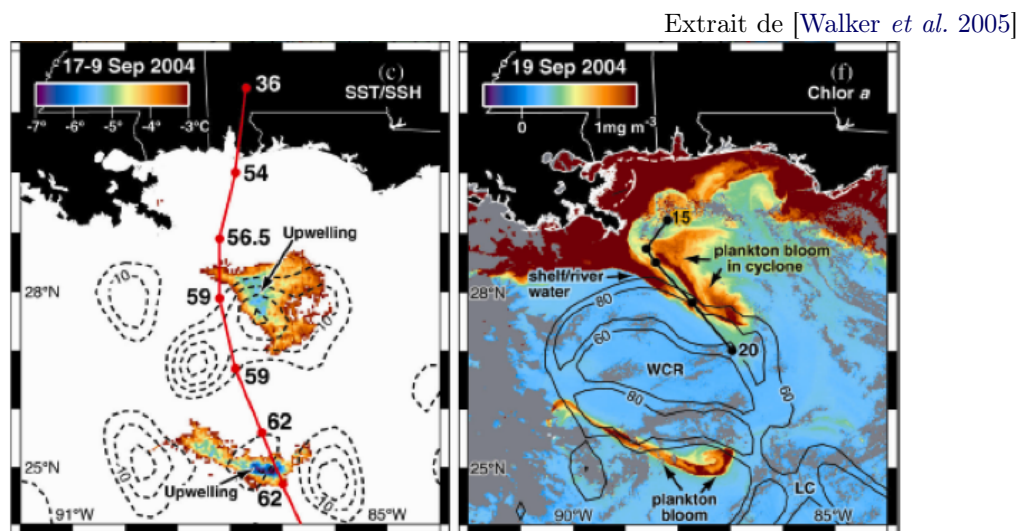 Extrait de [Walker et al. 2005]
17-9 Sep 2004
(c)
SST/SSH
-7° -6° -5° -4° -3°C
36
54
56.5
Upwelling
-10-
28°N
59
-10-
59
62
25°N
-10-
Upwelling
62
-10-
91°W
85°W
19 Sep 2004
(f)
Chlor a
0 1mg m⁻³
15
plankton bloom
in cyclone
shelf/river
water
28°N
80
60
20
WCR
60
80
25°N
plankton
bloom
LC
90°W
85°W